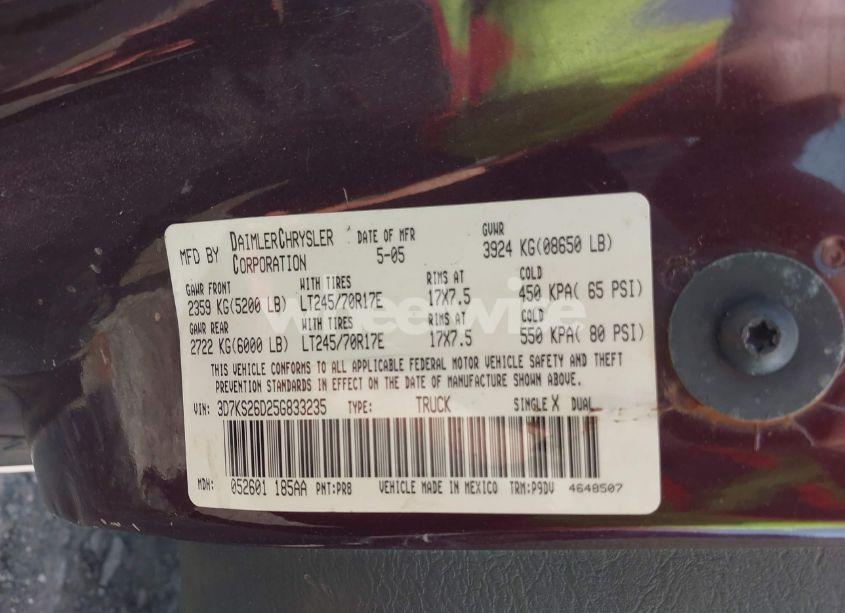 MFD BY DAIMLERCHRYSLER CORPORATION DATE OF MFR 5-05 GVWR 3924 KG(08650 LB)
GAWR FRONT WITH TIRES RIMS AT COLD
2359 KG(5200 LB) LT245/70R17E 17X7.5 450 KPA( 65 PSI)
GAWR REAR WITH TIRES RIMS AT COLD
2722 KG(6000 LB) LT245/70R17E 17X7.5 550 KPA( 80 PSI)
THIS VEHICLE CONFORMS TO ALL APPLICABLE FEDERAL MOTOR VEHICLE SAFETY AND THEFT
PREVENTION STANDARDS IN EFFECT ON THE DATE OF MANUFACTURE SHOWN ABOVE.
VIN: 3D7KS26D25G833235 TYPE: TRUCK SINGLE X DUAL
MDH: 052601 185AA PNT:PR8 VEHICLE MADE IN MEXICO TRM:P9DV 4648507